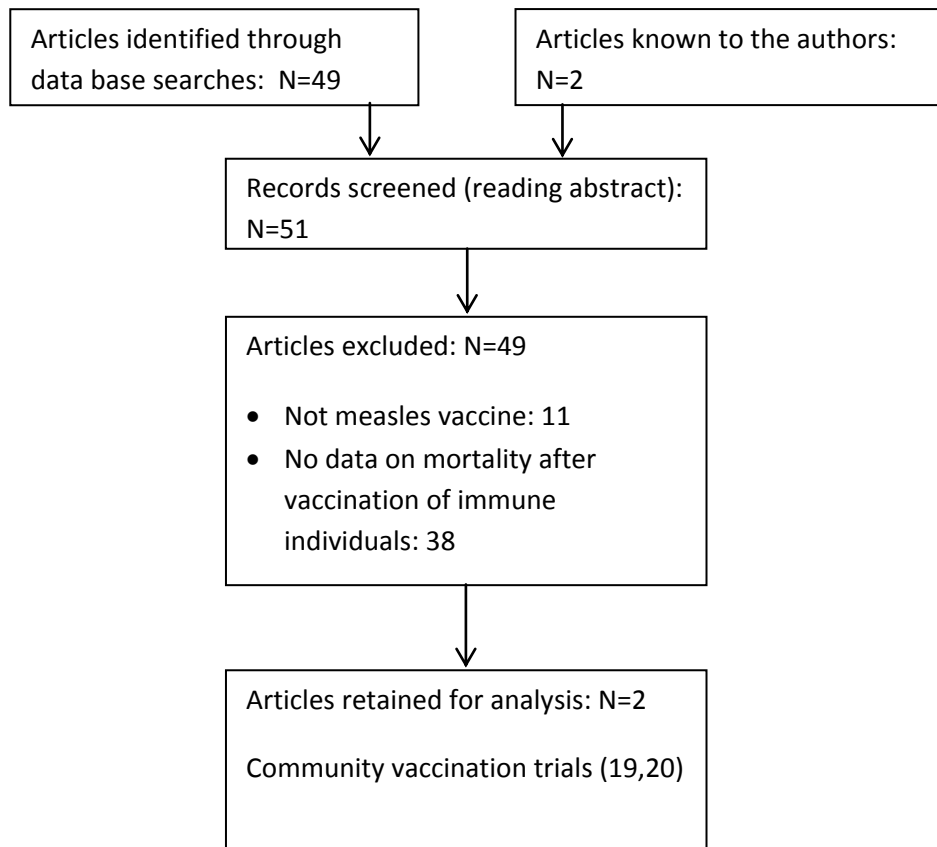 Articles identified through
data base searches:  N=49
Articles known to the authors:
N=2
Records screened (reading abstract):
N=51
Articles excluded: N=49
• Not measles vaccine: 11
• No data on mortality after
vaccination of immune
individuals: 38
Articles retained for analysis: N=2
Community vaccination trials (19,20)